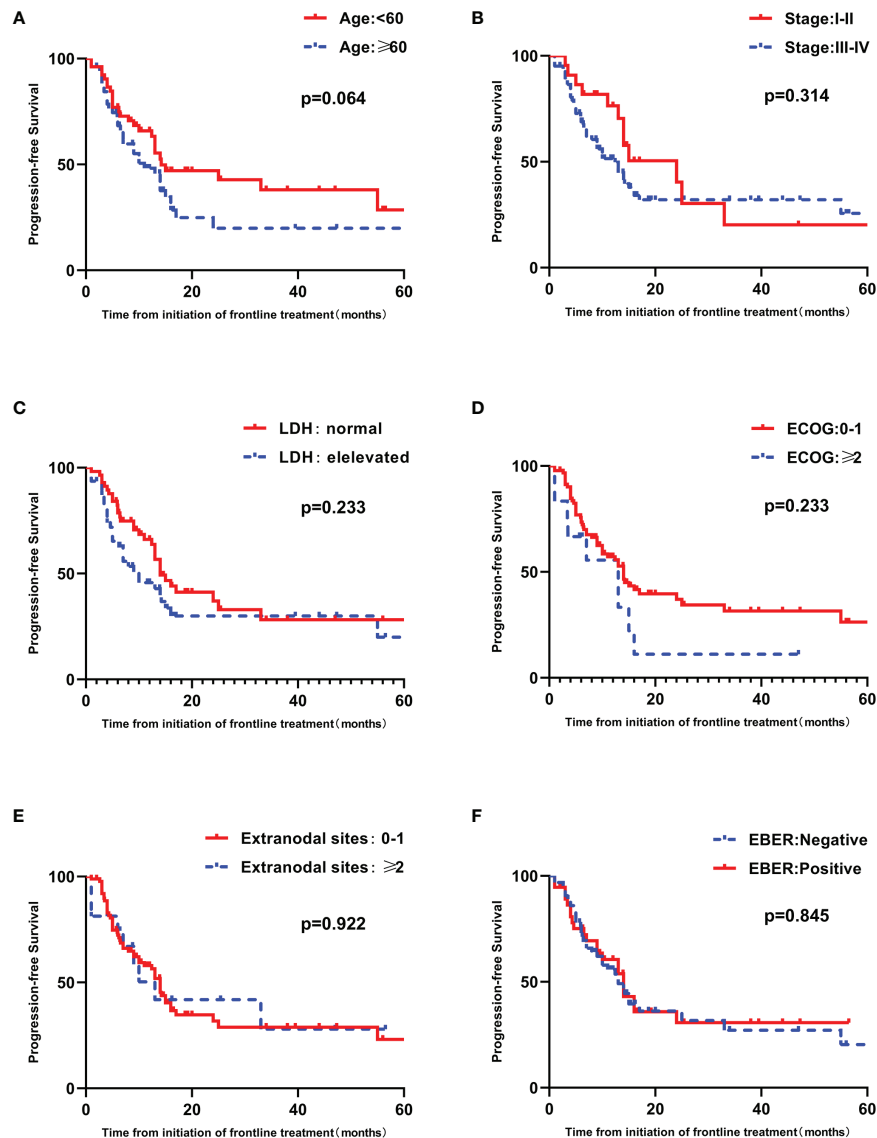 A
Age:<60
Age:⩾60
p=0.064
Progression-free Survival
100
50
0
0 20 40 60
Time from initiation of frontline treatment(months)
B
Stage:I-II
Stage:III-IV
p=0.314
Progression-free Survival
100
50
0
0 20 40 60
Time from initiation of frontline treatment(months)
C
LDH: normal
LDH: elelevated
p=0.233
Progression-free Survival
100
50
0
0 20 40 60
Time from initiation of frontline treatment(months)
D
ECOG:0-1
ECOG:⩾2
p=0.233
Progression-free Survival
100
50
0
0 20 40 60
Time from initiation of frontline treatment(months)
E
Extranodal sites: 0-1
Extranodal sites: ⩾2
p=0.922
Progression-free Survival
100
50
0
0 20 40 60
Time from initiation of frontline treatment(months)
F
EBER:Negative
EBER:Positive
p=0.845
Progression-free Survival
100
50
0
0 20 40 60
Time from initiation of frontline treatment(months)